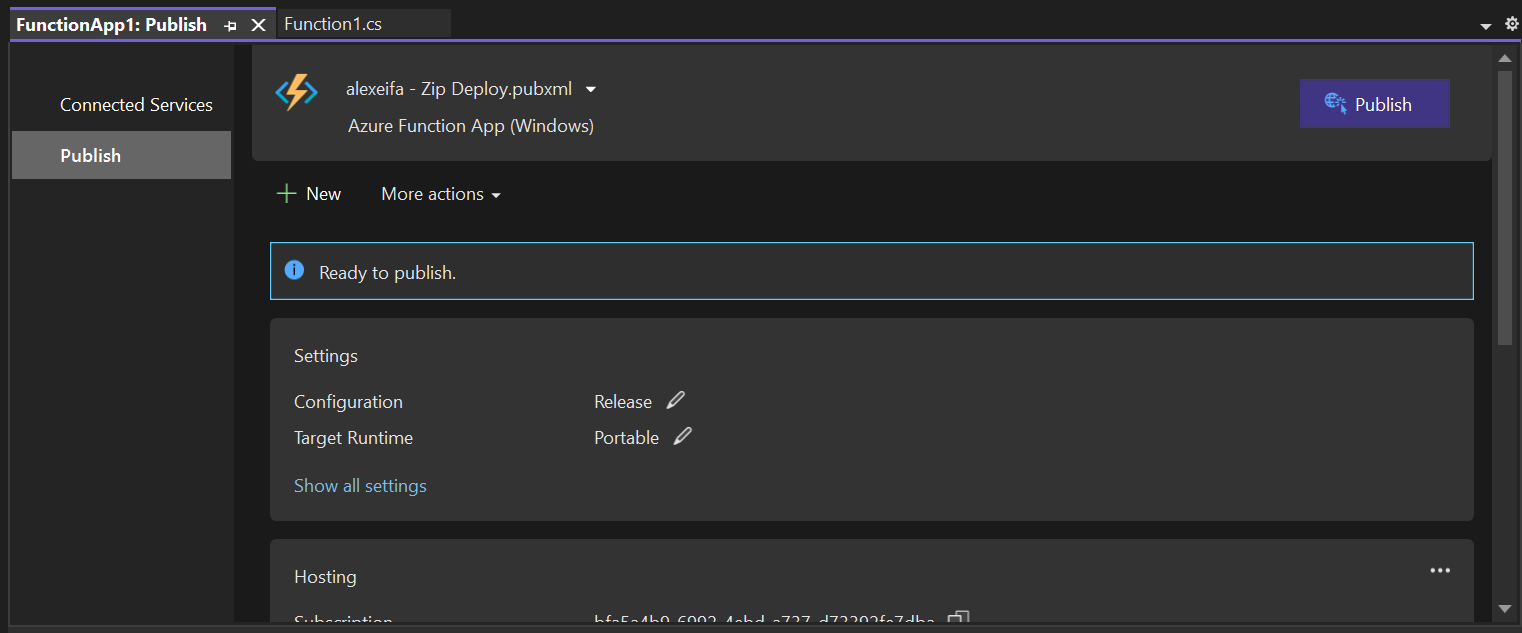 FunctionApp1: Publish
Function1.cs
Connected Services
Publish
alexeifa - Zip Deploy.pubxml
Azure Function App (Windows)
Publish
New
More actions
Ready to publish.
Settings
Configuration Release
Target Runtime Portable
Show all settings
Hosting
Subscription